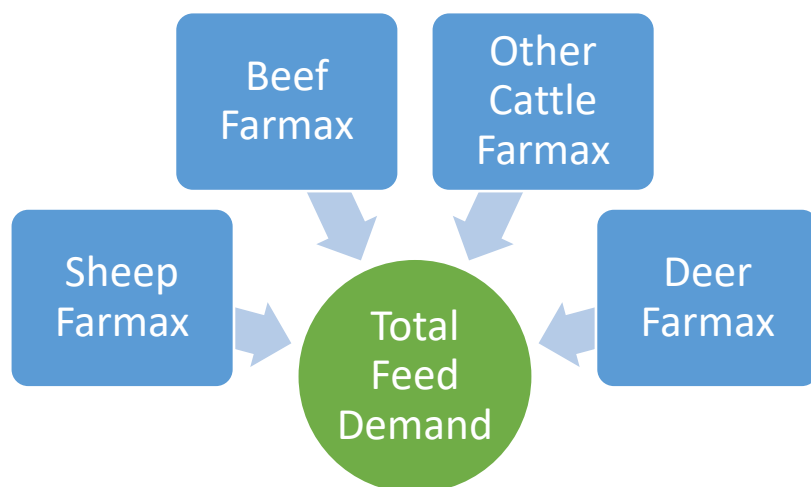 Beef
Farmax
Other
Cattle
Farmax
Sheep
Farmax
Total
Feed
Demand
Deer
Farmax